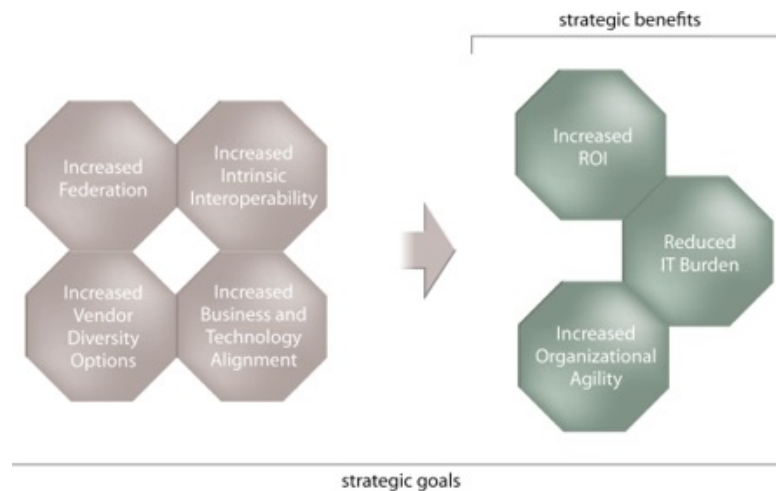 strategic benefits
Increased
Federation
Increased
Intrinsic
Interoperability
Increased
Vendor
Diversity
Options
Increased
Business and
Technology
Alignment
Increased
ROI
Reduced
IT Burden
Increased
Organizational
Agility
strategic goals